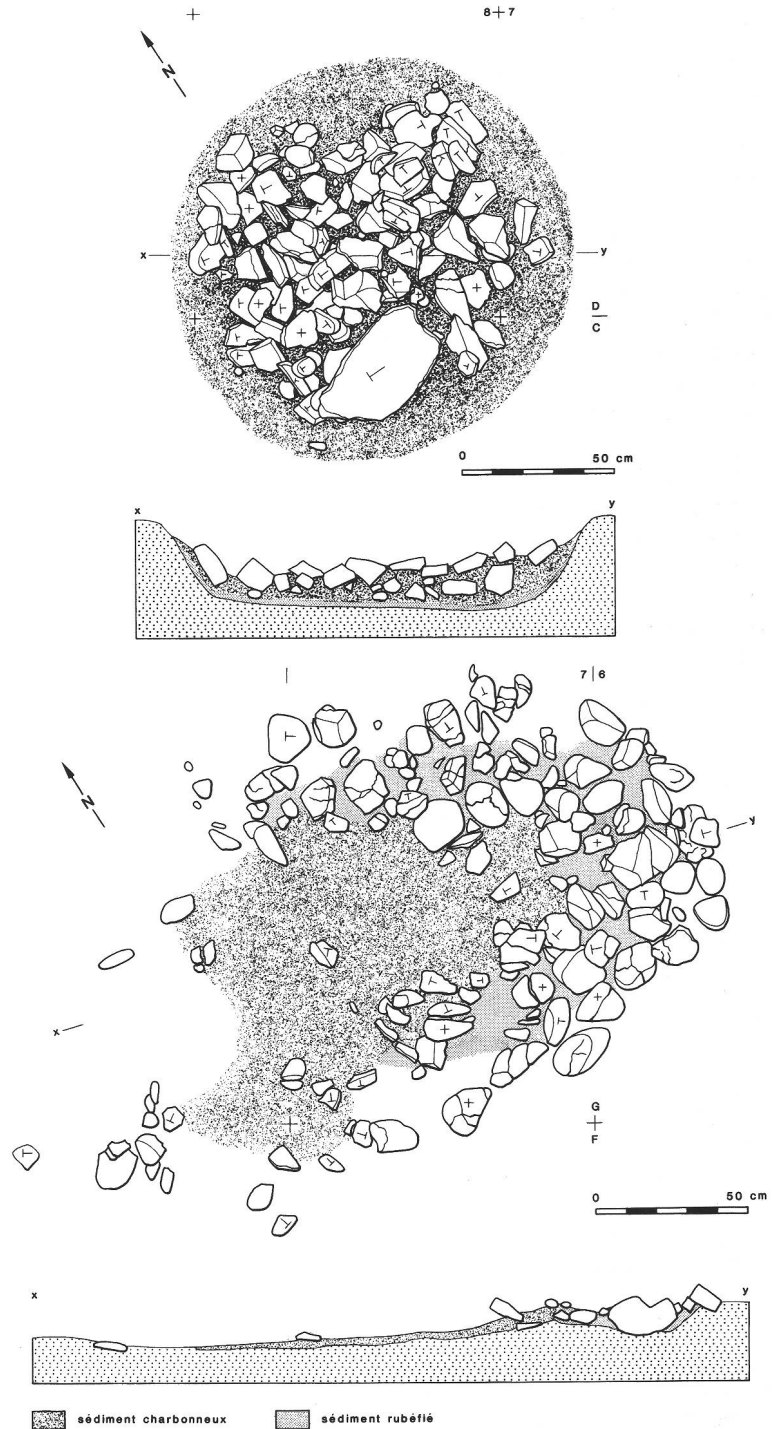 8+7
N
x
y
D
C
0 50 cm
x y
7|6
N
y
x
G
F
0 50 cm
x y
sédiment charbonneux sédiment rubéfié